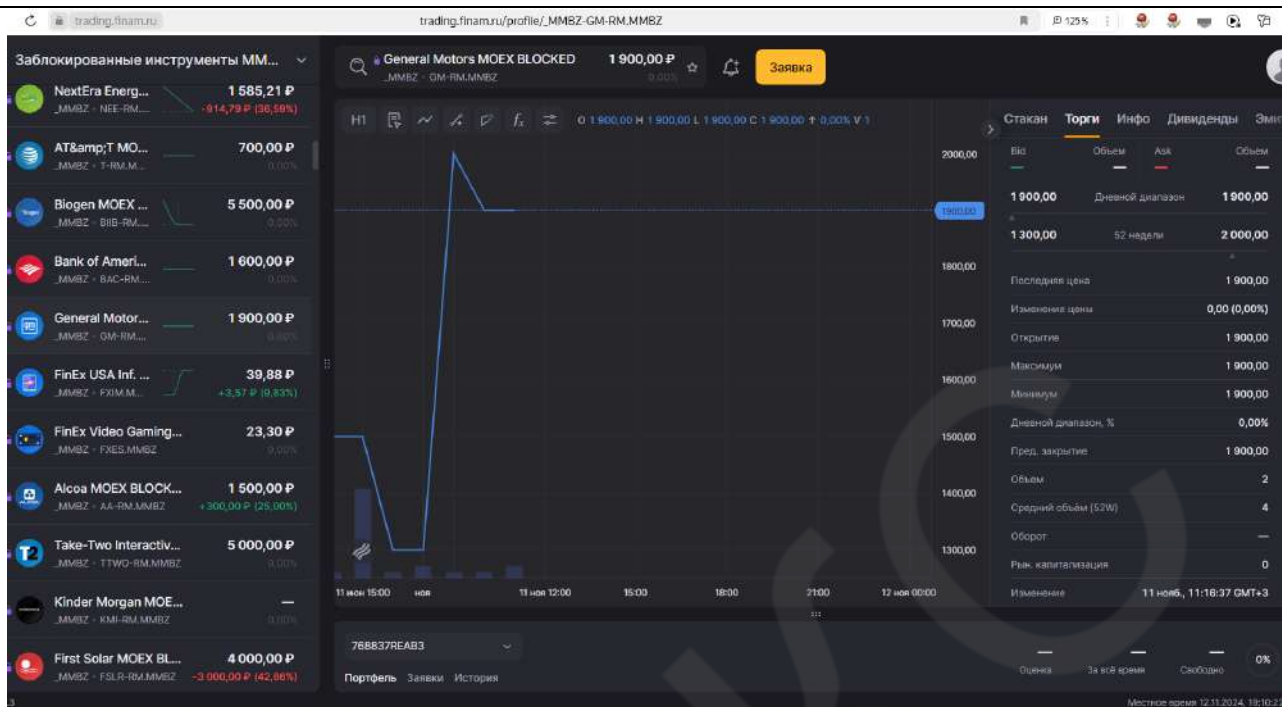 trading.finam.ru
trading.finam.ru/profile/_MMBZ-GM-RM.MMBZ
125%
Заблокированные инструменты MM...
General Motors MOEX BLOCKED
1 900,00 ₽
_MMBZ · GM-RM.MMBZ
0,00%
Заявка
NextEra Energ...
1 585,21 ₽
_MMBZ · NEE-RM....
-914,79 ₽ (36,59%)
AT&amp;T MO...
700,00 ₽
_MMBZ · T-RM.M...
0,00%
Biogen MOEX ...
5 500,00 ₽
_MMBZ · BIIB-RM....
0,00%
Bank of Ameri...
1 600,00 ₽
_MMBZ · BAC-RM....
0,00%
General Motor...
1 900,00 ₽
_MMBZ · GM-RM....
0,00%
FinEx USA Inf. ...
39,88 ₽
_MMBZ · FXIM.M...
+3,57 ₽ (9,83%)
FinEx Video Gaming...
23,30 ₽
_MMBZ · FXES.MMBZ
0,00%
Alcoa MOEX BLOCK...
1 500,00 ₽
_MMBZ · AA-RM.MMBZ
+300,00 ₽ (25,00%)
T2
Take-Two Interactiv...
5 000,00 ₽
_MMBZ · TTWO-RM.MMBZ
0,00%
Kinder Morgan MOE...
—
_MMBZ · KMI-RM.MMBZ
0,00%
First Solar MOEX BL...
4 000,00 ₽
_MMBZ · FSLR-RM.MMBZ
-3 000,00 ₽ (42,86%)
H1
O 1 900,00 H 1 900,00 L 1 900,00 C 1 900,00 ↑ 0,00% V 1
2000,00
1900,00
1800,00
1700,00
1600,00
1500,00
1400,00
1300,00
11 июн 15:00
ноя
11 ноя 12:00
15:00
18:00
21:00
12 ноя 00:00
Стакан Торги Инфо Дивиденды Эми
Bid Объем Ask Объем
— — — —
1 900,00 Дневной диапазон 1 900,00
1 300,00 52 недели 2 000,00
Последняя цена 1 900,00
Изменение цены 0,00 (0,00%)
Открытие 1 900,00
Максимум 1 900,00
Минимум 1 900,00
Дневной диапазон, % 0,00%
Пред. закрытие 1 900,00
Объем 2
Средний объём (52W) 4
Оборот —
Рын. капитализация 0
Изменение 11 нояб., 11:16:37 GMT+3
768837REAB3
Портфель Заявки История
— — — 0%
Оценка За всё время Свободно
Местное время 12.11.2024, 19:10:2